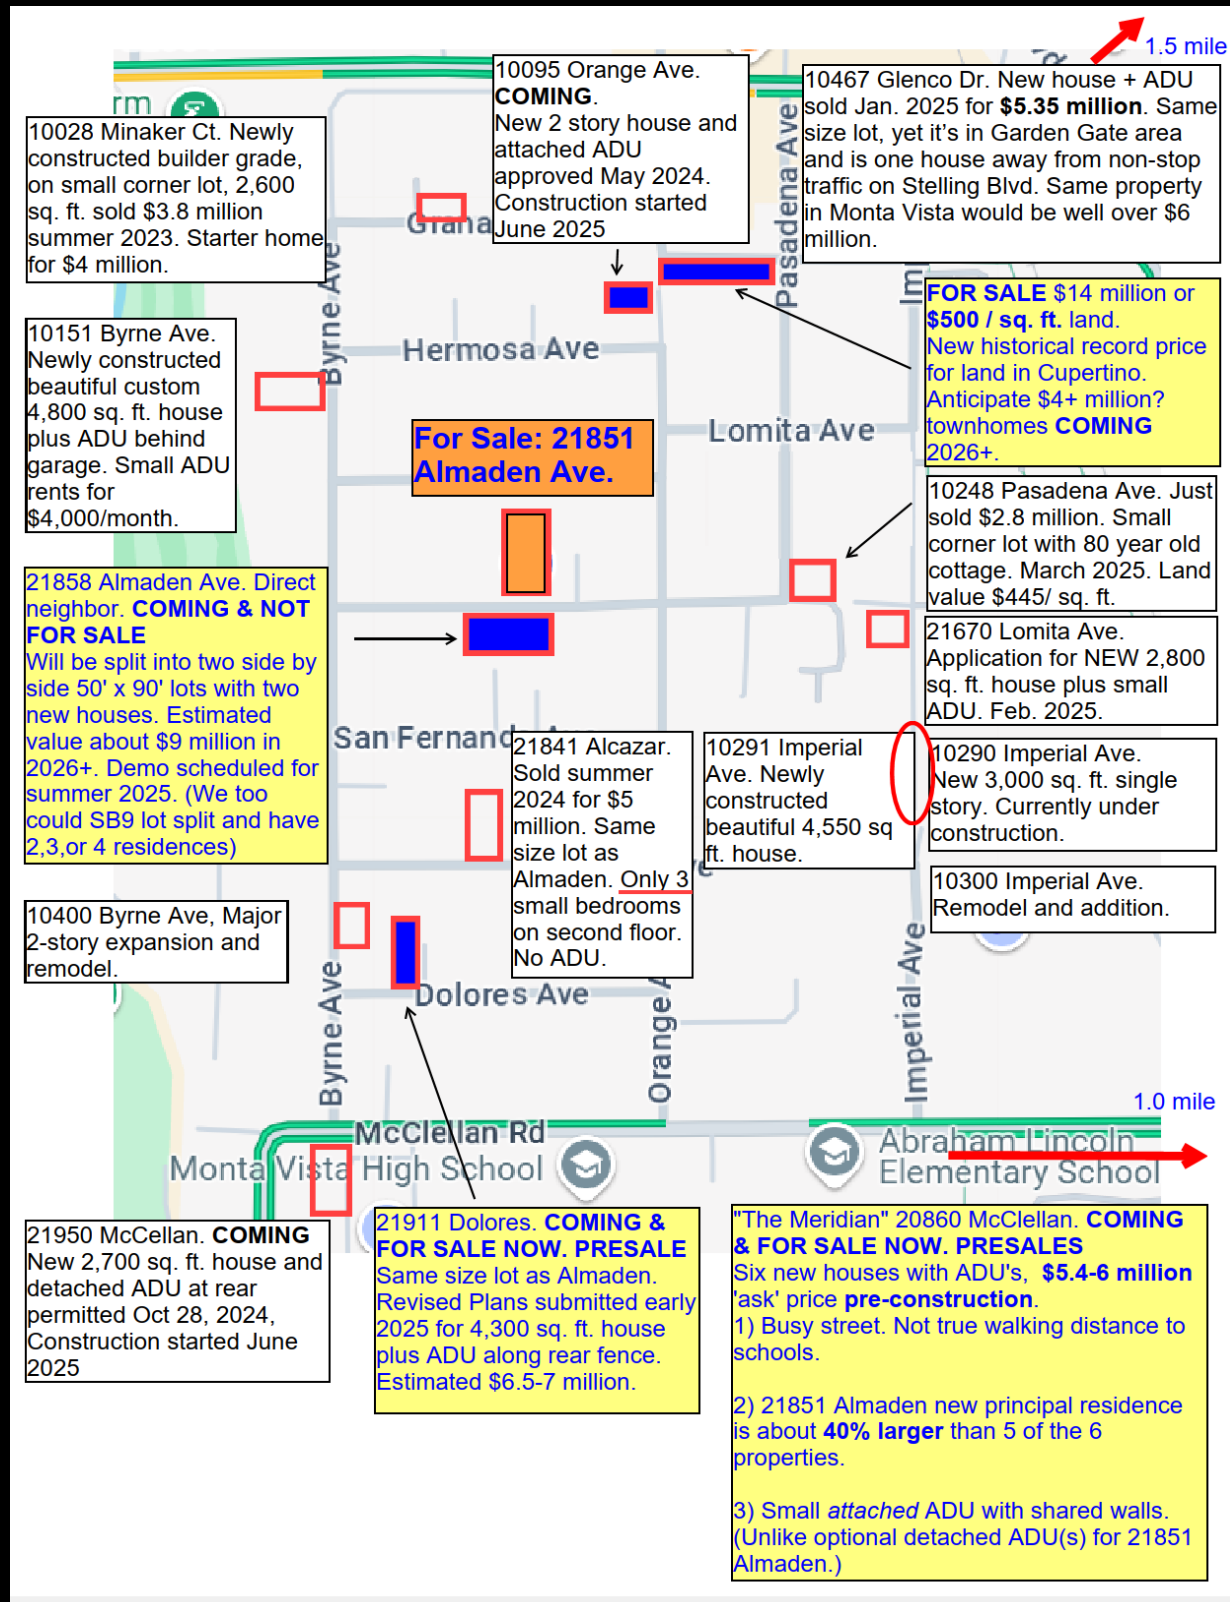 1.5 mile
rm
10028 Minaker Ct. Newly
constructed builder grade,
on small corner lot, 2,600
sq. ft. sold $3.8 million
summer 2023. Starter home
for $4 million.
10095 Orange Ave.
COMING.
New 2 story house and
attached ADU
approved May 2024.
Construction started
June 2025
10467 Glenco Dr. New house + ADU
sold Jan. 2025 for $5.35 million. Same
size lot, yet it's in Garden Gate area
and is one house away from non-stop
traffic on Stelling Blvd. Same property
in Monta Vista would be well over $6
million.
Pasadena Ave
Grana
Byrne Ave
Im
Hermosa Ave
Lomita Ave
10151 Byrne Ave.
Newly constructed
beautiful custom
4,800 sq. ft. house
plus ADU behind
garage. Small ADU
rents for
$4,000/month.
For Sale: 21851
Almaden Ave.
FOR SALE $14 million or
$500 / sq. ft. land.
New historical record price
for land in Cupertino.
Anticipate $4+ million?
townhomes COMING
2026+.
10248 Pasadena Ave. Just
sold $2.8 million. Small
corner lot with 80 year old
cottage. March 2025. Land
value $445/ sq. ft.
21858 Almaden Ave. Direct
neighbor. COMING & NOT
FOR SALE
Will be split into two side by
side 50' x 90' lots with two
new houses. Estimated
value about $9 million in
2026+. Demo scheduled for
summer 2025. (We too
could SB9 lot split and have
2,3,or 4 residences)
21670 Lomita Ave.
Application for NEW 2,800
sq. ft. house plus small
ADU. Feb. 2025.
San Fernand
21841 Alcazar.
Sold summer
2024 for $5
million. Same
size lot as
Almaden. Only 3
small bedrooms
on second floor.
No ADU.
10291 Imperial
Ave. Newly
constructed
beautiful 4,550 sq
ft. house.
10290 Imperial Ave.
New 3,000 sq. ft. single
story. Currently under
construction.
10300 Imperial Ave.
Remodel and addition.
10400 Byrne Ave, Major
2-story expansion and
remodel.
Byrne Ave
Dolores Ave
Orange A
Imperial Ave
1.0 mile
McClellan Rd
Monta Vista High School
Abraham Lincoln
Elementary School
21950 McCellan. COMING
New 2,700 sq. ft. house and
detached ADU at rear
permitted Oct 28, 2024,
Construction started June
2025
21911 Dolores. COMING &
FOR SALE NOW. PRESALE
Same size lot as Almaden.
Revised Plans submitted early
2025 for 4,300 sq. ft. house
plus ADU along rear fence.
Estimated $6.5-7 million.
"The Meridian" 20860 McClellan. COMING
& FOR SALE NOW. PRESALES
Six new houses with ADU's, $5.4-6 million
'ask' price pre-construction.
1) Busy street. Not true walking distance to
schools.
2) 21851 Almaden new principal residence
is about 40% larger than 5 of the 6
properties.
3) Small attached ADU with shared walls.
(Unlike optional detached ADU(s) for 21851
Almaden.)